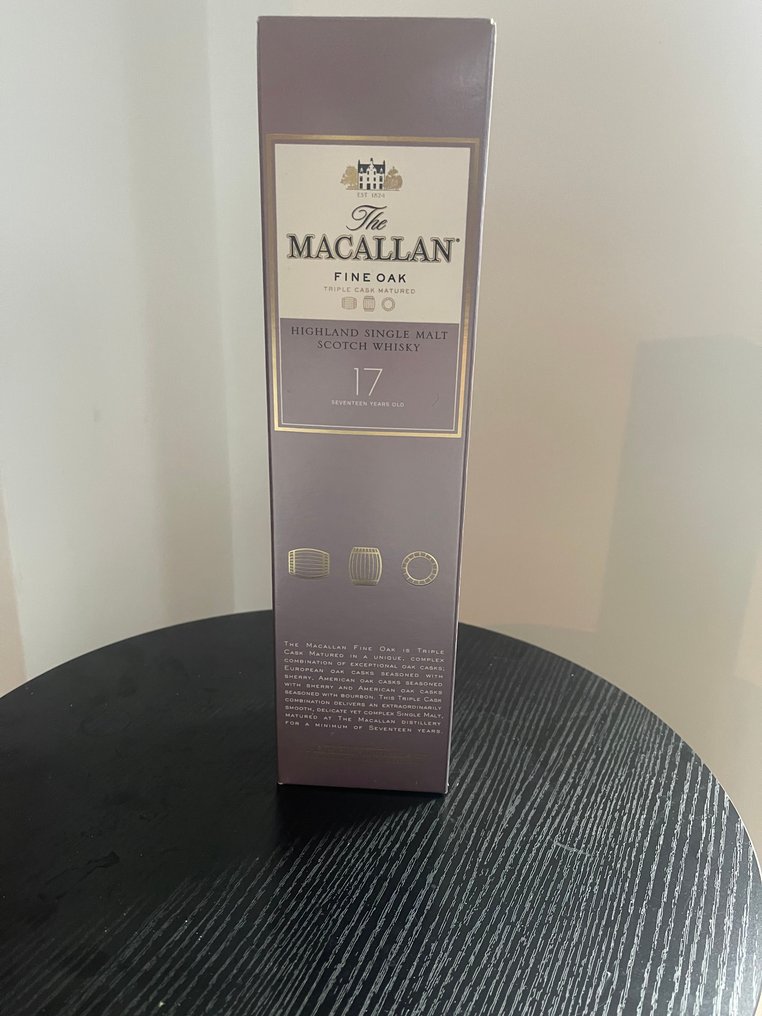 EST. 1824
The
MACALLAN®
FINE OAK
TRIPLE CASK MATURED
HIGHLAND SINGLE MALT
SCOTCH WHISKY
17
SEVENTEEN YEARS OLD
THE MACALLAN FINE OAK IS TRIPLE
CASK MATURED IN A UNIQUE, COMPLEX
COMBINATION OF EXCEPTIONAL OAK CASKS;
EUROPEAN OAK CASKS SEASONED WITH
SHERRY, AMERICAN OAK CASKS SEASONED
WITH SHERRY AND AMERICAN OAK CASKS
SEASONED WITH BOURBON. THIS TRIPLE CASK
COMBINATION DELIVERS AN EXTRAORDINARILY
SMOOTH, DELICATE YET COMPLEX SINGLE MALT,
MATURED AT THE MACALLAN DISTILLERY
FOR A MINIMUM OF SEVENTEEN YEARS.